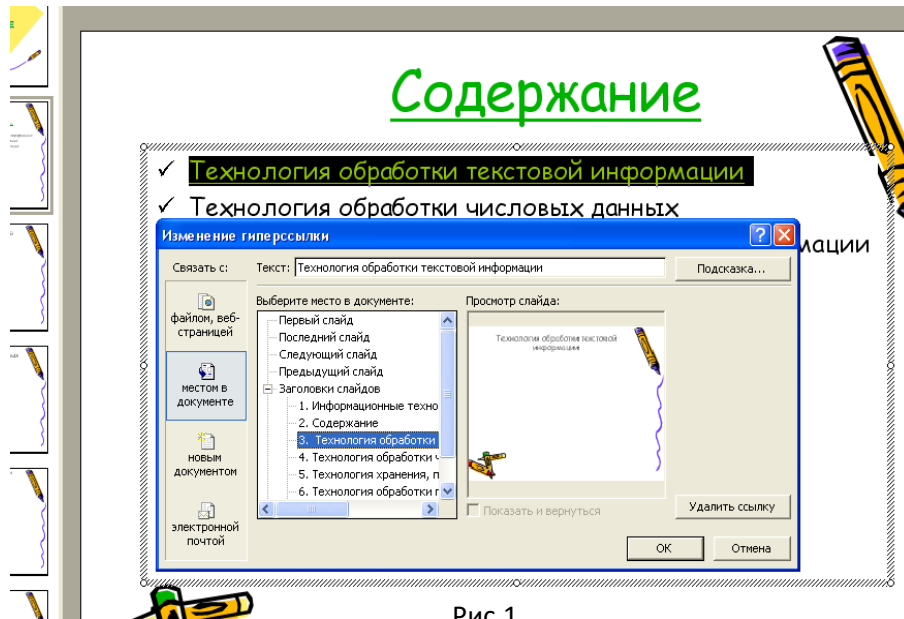 Содержание
Технология обработки текстовой информации
Технология обработки числовых данных
мации
Изменение гиперссылки
Связать с:
Текст: Технология обработки текстовой информации
Подсказка...
файлом, веб-
страницей
местом в
документе
новым
документом
электронной
почтой
Выберите место в документе:
Первый слайд
Последний слайд
Следующий слайд
Предыдущий слайд
Заголовки слайдов
1. Информационные техно
2. Содержание
3. Технология обработки
4. Технология обработки ч
5. Технология хранения, п
6. Технология обработки г
Просмотр слайда:
Технология обработки текстовой
информации
Показать и вернуться
Удалить ссылку
ОК
Отмена
Рис 1